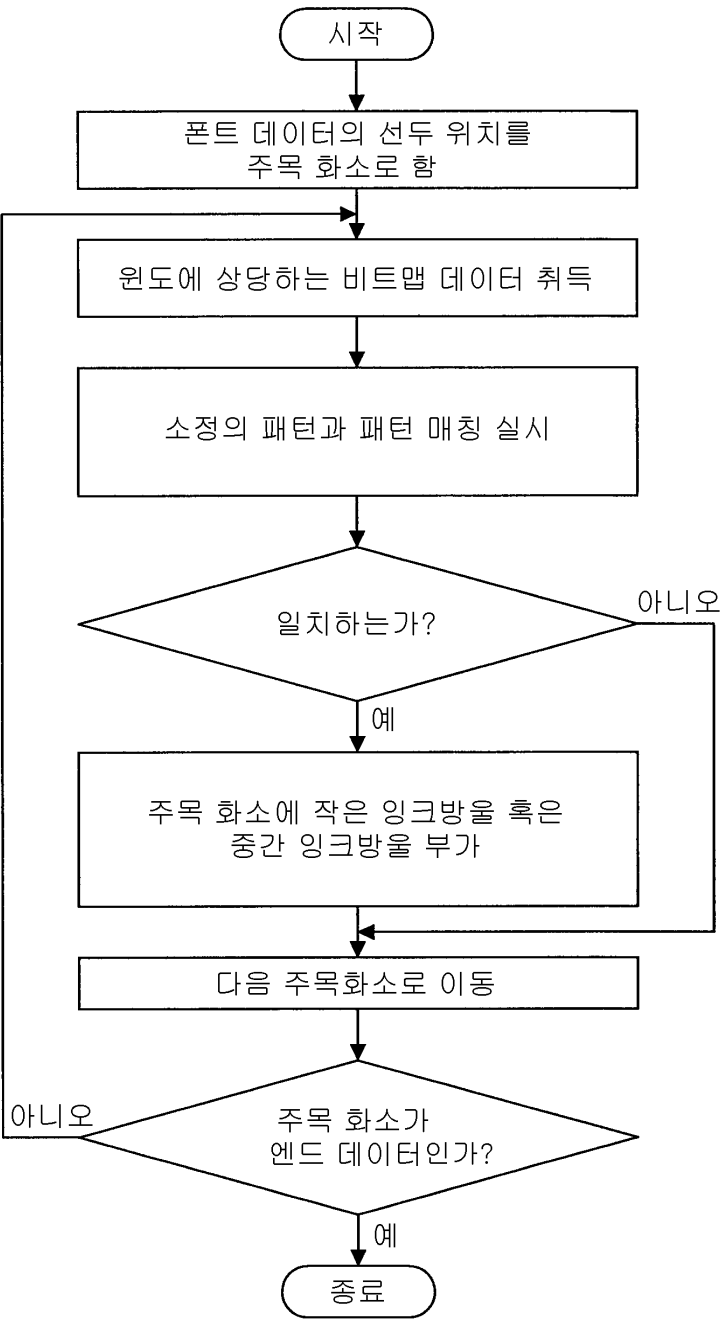 시작
폰트 데이터의 선두 위치를
주목 화소로 함
윈도에 상당하는 비트맵 데이터 취득
소정의 패턴과 패턴 매칭 실시
일치하는가?
아니오
예
주목 화소에 작은 잉크방울 혹은
중간 잉크방울 부가
다음 주목화소로 이동
아니오
주목 화소가
엔드 데이터인가?
예
종료